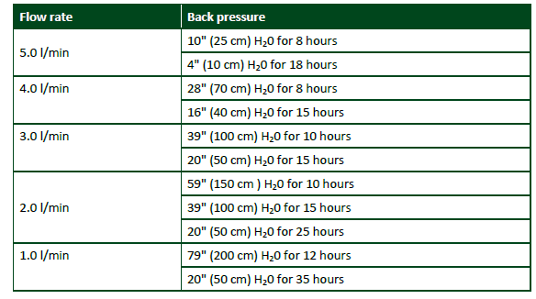 Flow rate Back pressure
5.0 l/min
10" (25 cm) H₂0 for 8 hours
4" (10 cm) H₂0 for 18 hours
4.0 l/min
28" (70 cm) H₂0 for 8 hours
16" (40 cm) H₂0 for 15 hours
3.0 l/min
39" (100 cm) H₂0 for 10 hours
20" (50 cm) H₂0 for 15 hours
2.0 l/min
59" (150 cm ) H₂0 for 10 hours
39" (100 cm) H₂0 for 15 hours
20" (50 cm) H₂0 for 25 hours
1.0 l/min
79" (200 cm) H₂0 for 12 hours
20" (50 cm) H₂0 for 35 hours